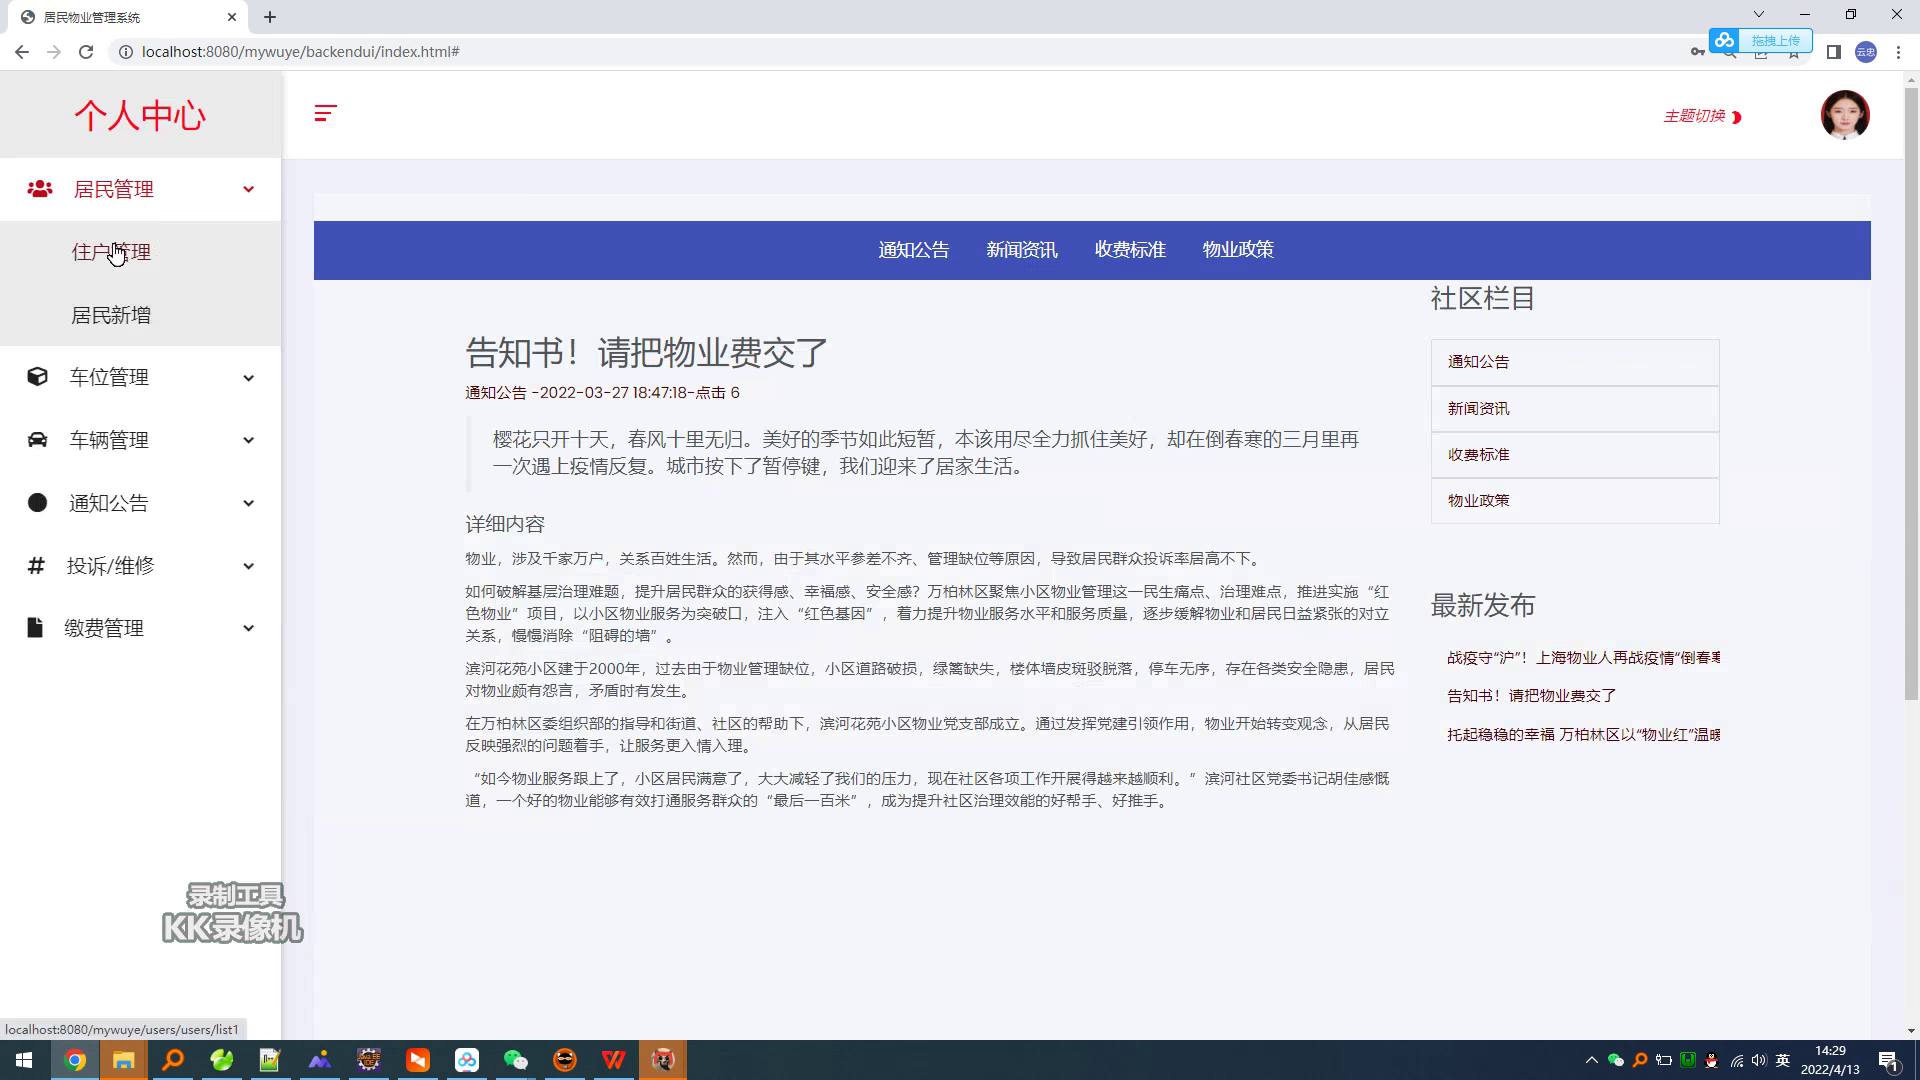 居民物业管理系统
localhost:8080/mywuye/backendui/index.html#
拖拽上传
云忠
个人中心
主题切换
居民管理
住户管理
居民新增
车位管理
车辆管理
通知公告
投诉/维修
缴费管理
通知公告 新闻资讯 收费标准 物业政策
告知书！请把物业费交了
通知公告 -2022-03-27 18:47:18-点击 6
樱花只开十天，春风十里无归。美好的季节如此短暂，本该用尽全力抓住美好，却在倒春寒的三月里再
一次遇上疫情反复。城市按下了暂停键，我们迎来了居家生活。
详细内容
物业，涉及千家万户，关系百姓生活。然而，由于其水平参差不齐、管理缺位等原因，导致居民群众投诉率居高不下。
如何破解基层治理难题，提升居民群众的获得感、幸福感、安全感？万柏林区聚焦小区物业管理这一民生痛点、治理难点，推进实施“红
色物业”项目，以小区物业服务为突破口，注入“红色基因”，着力提升物业服务水平和服务质量，逐步缓解物业和居民日益紧张的对立
关系，慢慢消除“阻碍的墙”。
滨河花苑小区建于2000年，过去由于物业管理缺位，小区道路破损，绿篱缺失，楼体墙皮斑驳脱落，停车无序，存在各类安全隐患，居民
对物业颇有怨言，矛盾时有发生。
在万柏林区委组织部的指导和街道、社区的帮助下，滨河花苑小区物业党支部成立。通过发挥党建引领作用，物业开始转变观念，从居民
反映强烈的问题着手，让服务更入情入理。
“如今物业服务跟上了，小区居民满意了，大大减轻了我们的压力，现在社区各项工作开展得越来越顺利。”滨河社区党委书记胡佳感慨
道，一个好的物业能够有效打通服务群众的“最后一百米”，成为提升社区治理效能的好帮手、好推手。
社区栏目
通知公告
新闻资讯
收费标准
物业政策
最新发布
战疫守“沪”！上海物业人再战疫情“倒春寒
告知书！请把物业费交了
托起稳稳的幸福 万柏林区以“物业红”温暖
录制工具
KK录像机
localhost:8080/mywuye/users/users/list1
英
14:29
2022/4/13
1